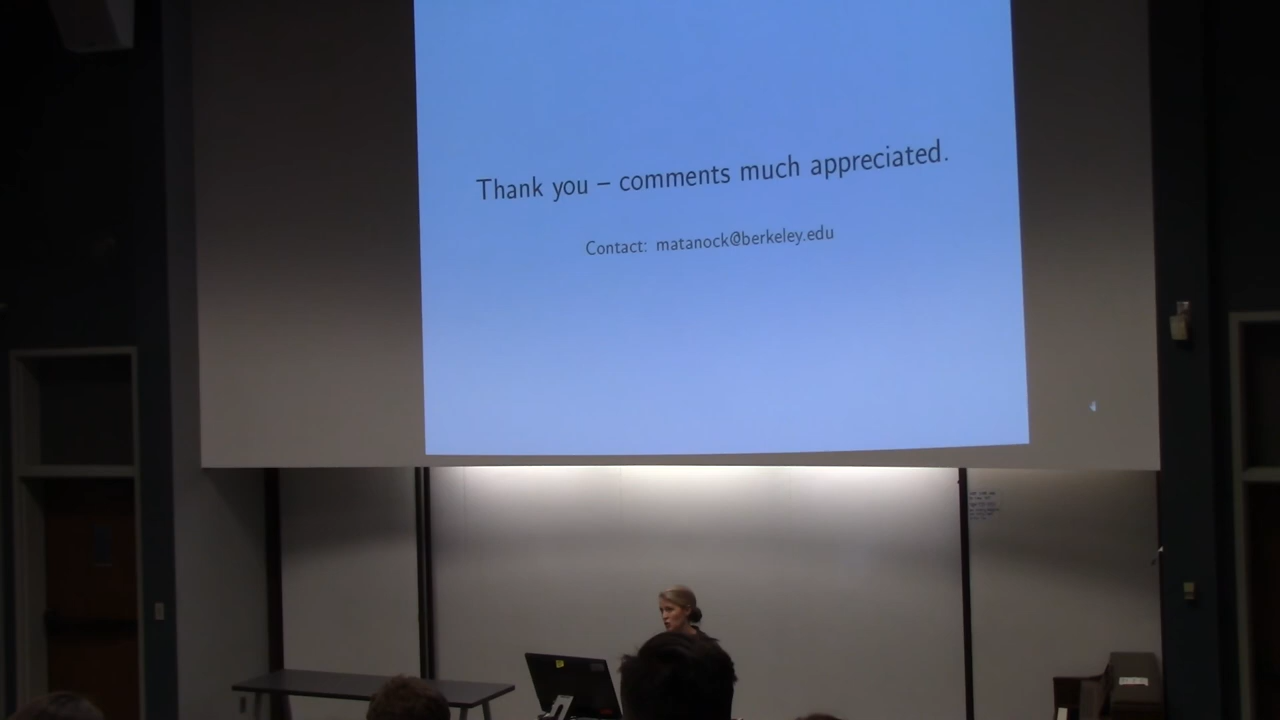 Thank you – comments much appreciated.
Contact: matanock@berkeley.edu